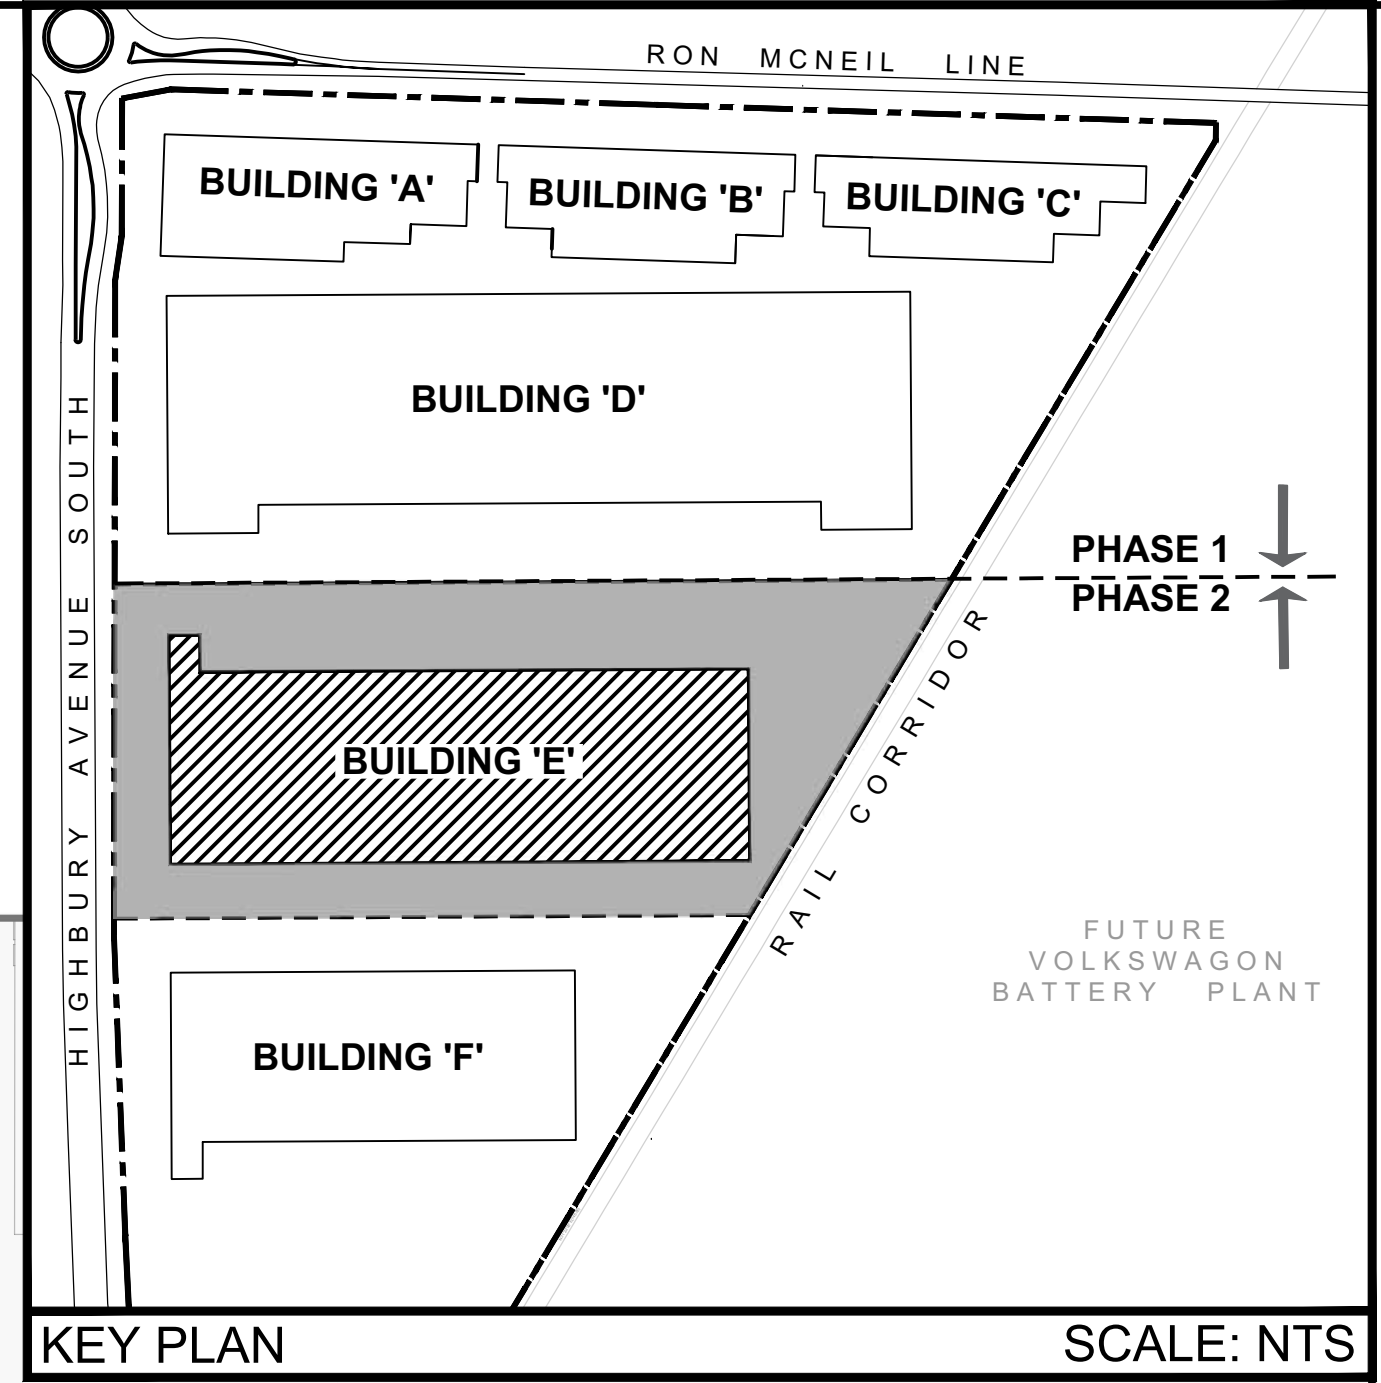 RON MCNEIL LINE
BUILDING 'A'
BUILDING 'B'
BUILDING 'C'
BUILDING 'D'
HIGHBURY AVENUE SOUTH
PHASE 1
PHASE 2
BUILDING 'E'
RAIL CORRIDOR
FUTURE
VOLKSWAGON
BATTERY PLANT
BUILDING 'F'
KEY PLAN
SCALE: NTS